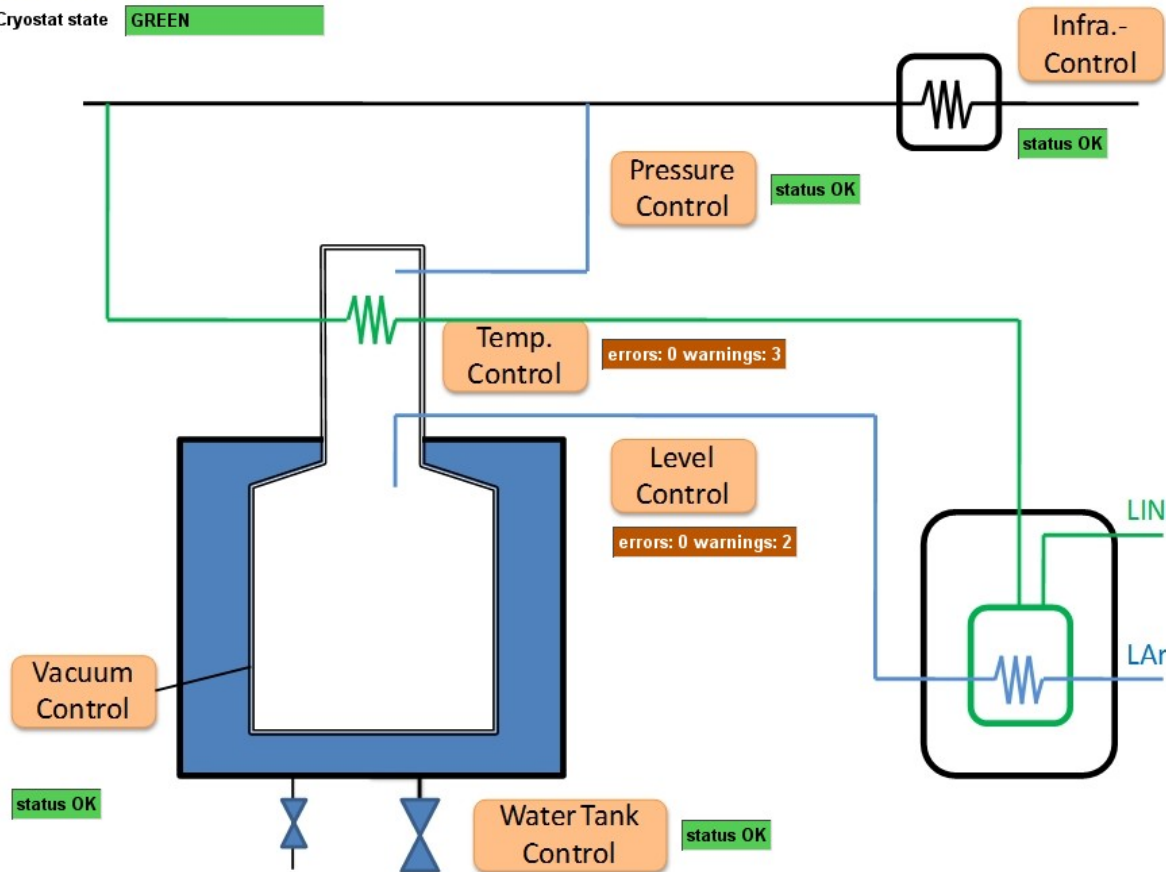 Cryostat state GREEN
Infra.-
Control
status OK
Pressure
Control
status OK
Temp.
Control
errors: 0 warnings: 3
Level
Control
errors: 0 warnings: 2
LIN
LAr
Vacuum
Control
status OK
Water Tank
Control
status OK